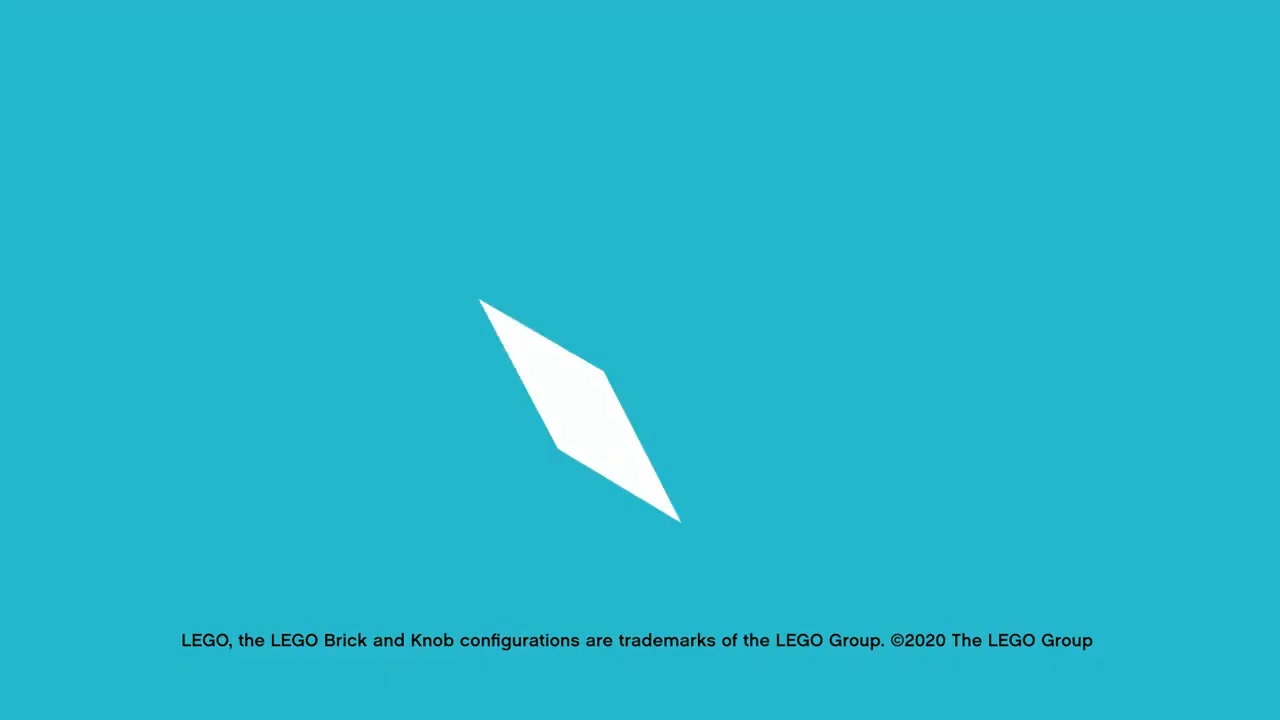 LEGO, the LEGO Brick and Knob configurations are trademarks of the LEGO Group. ©2020 The LEGO Group